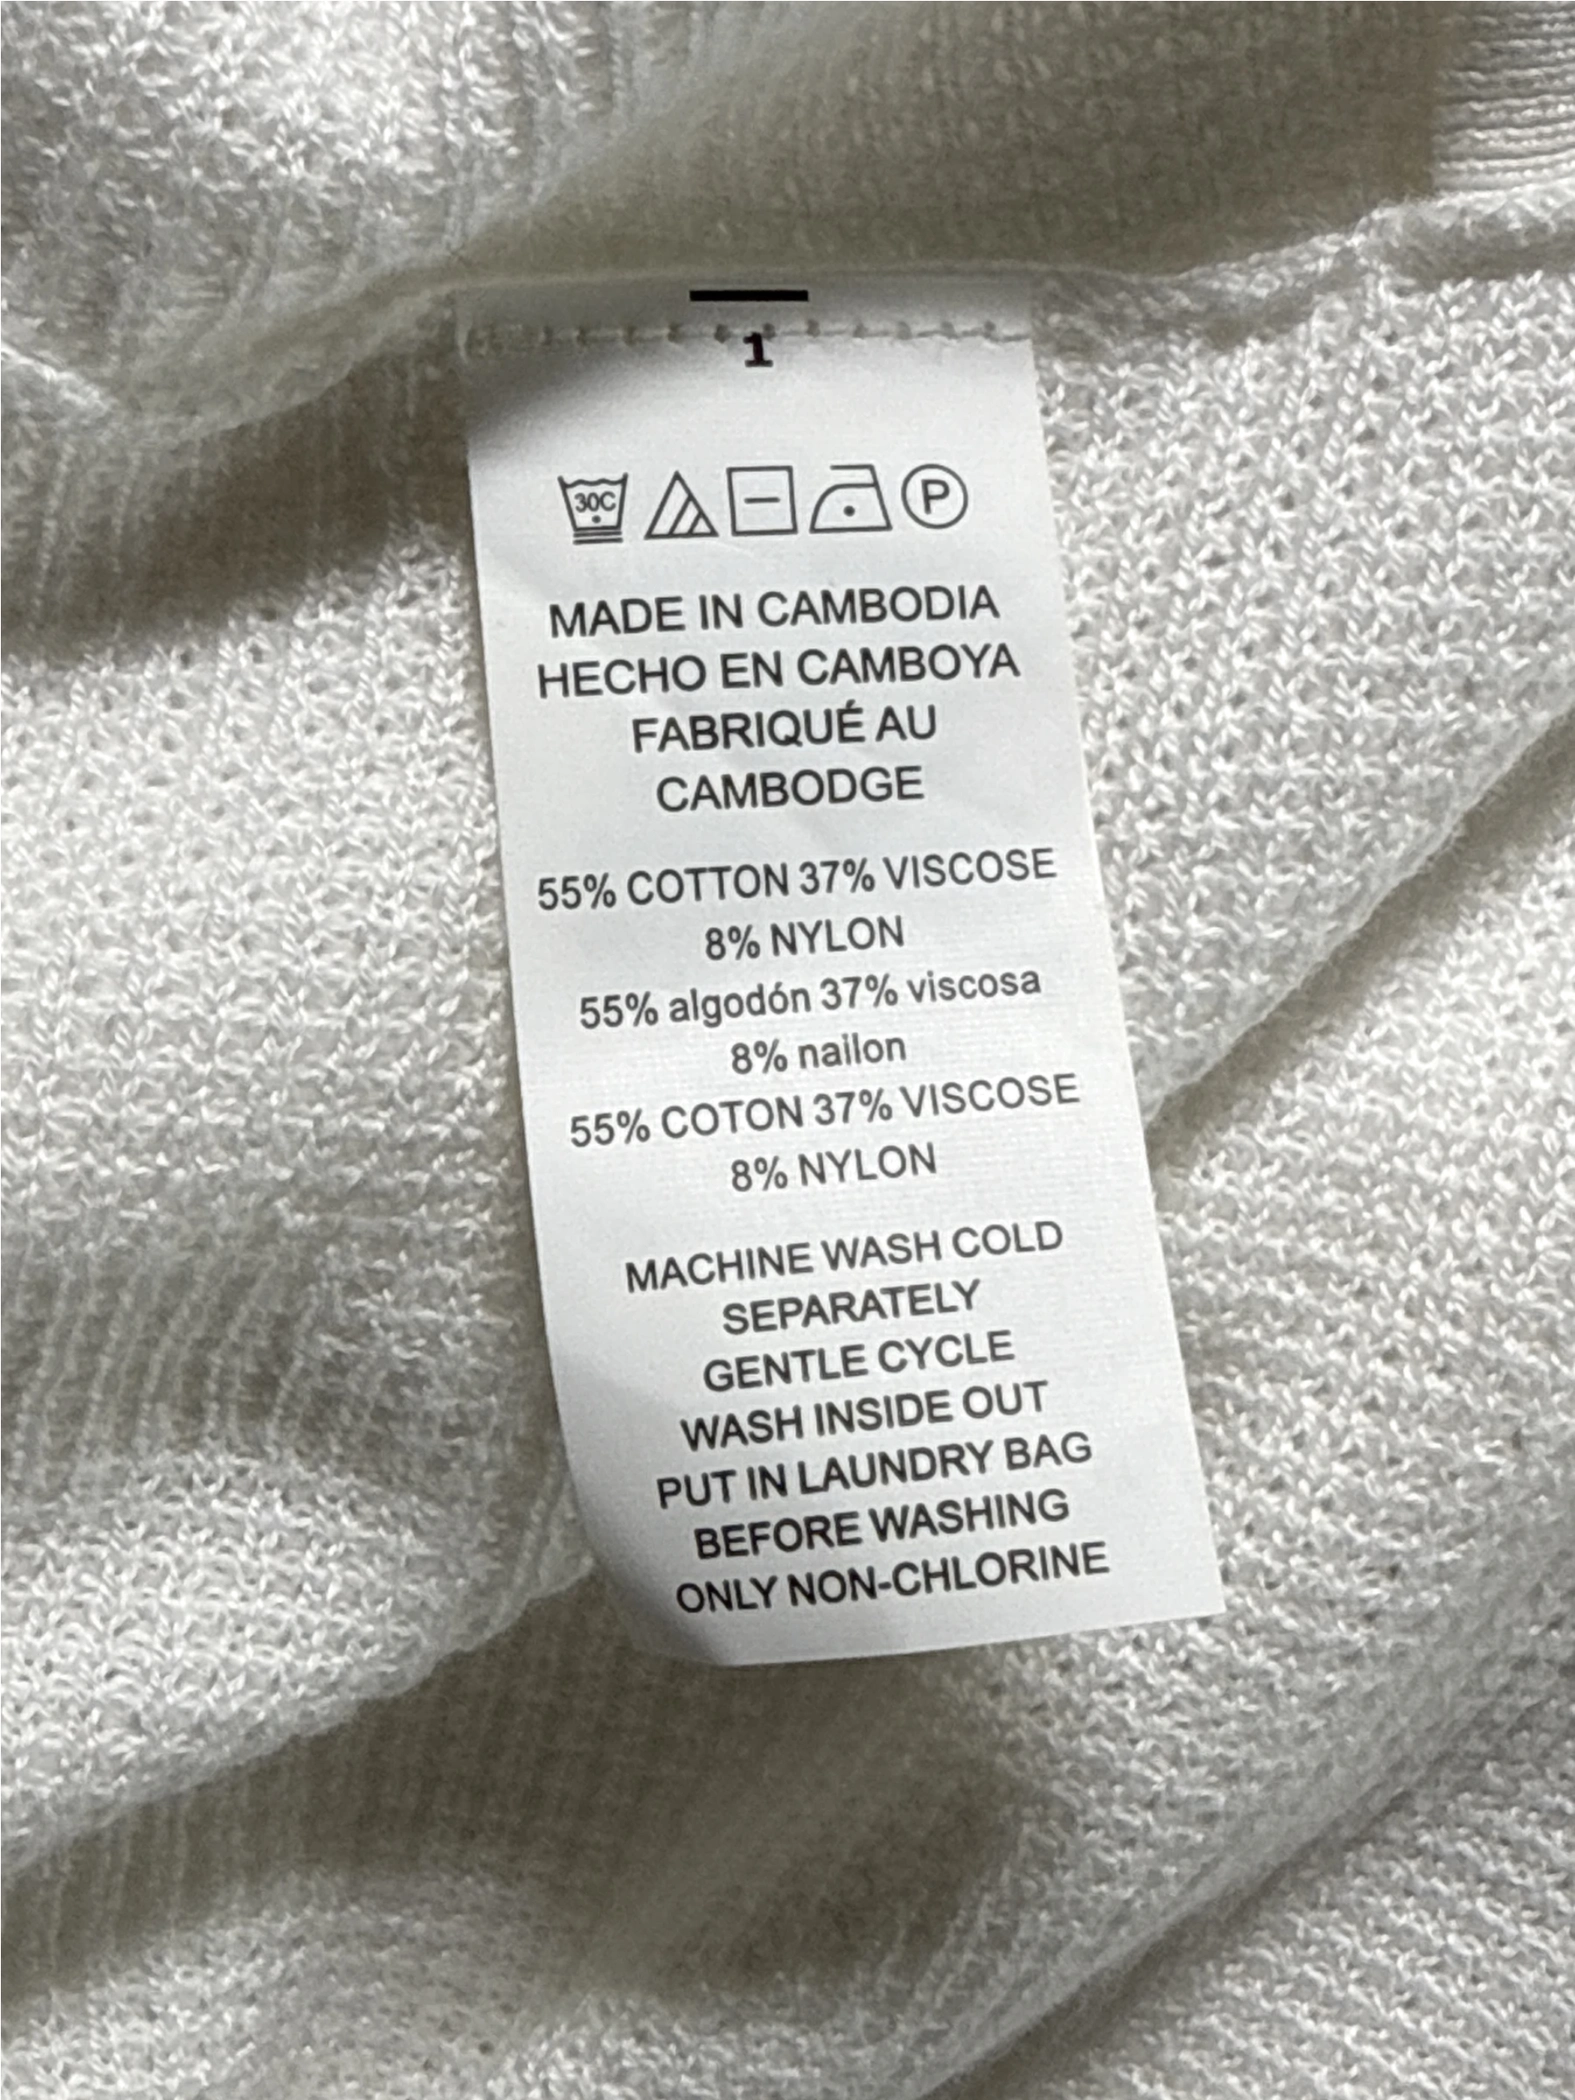 1
30C
P
MADE IN CAMBODIA
HECHO EN CAMBOYA
FABRIQUÉ AU
CAMBODGE
55% COTTON 37% VISCOSE
8% NYLON
55% algodón 37% viscosa
8% nailon
55% COTON 37% VISCOSE
8% NYLON
MACHINE WASH COLD
SEPARATELY
GENTLE CYCLE
WASH INSIDE OUT
PUT IN LAUNDRY BAG
BEFORE WASHING
ONLY NON-CHLORINE